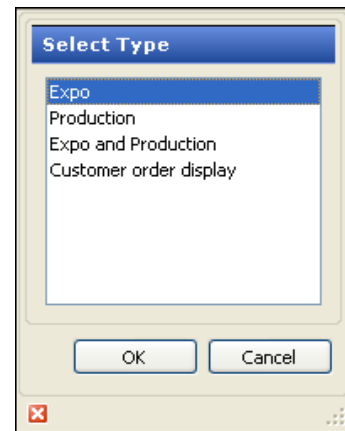 Select Type
Expo
Production
Expo and Production
Customer order display
OK
Cancel